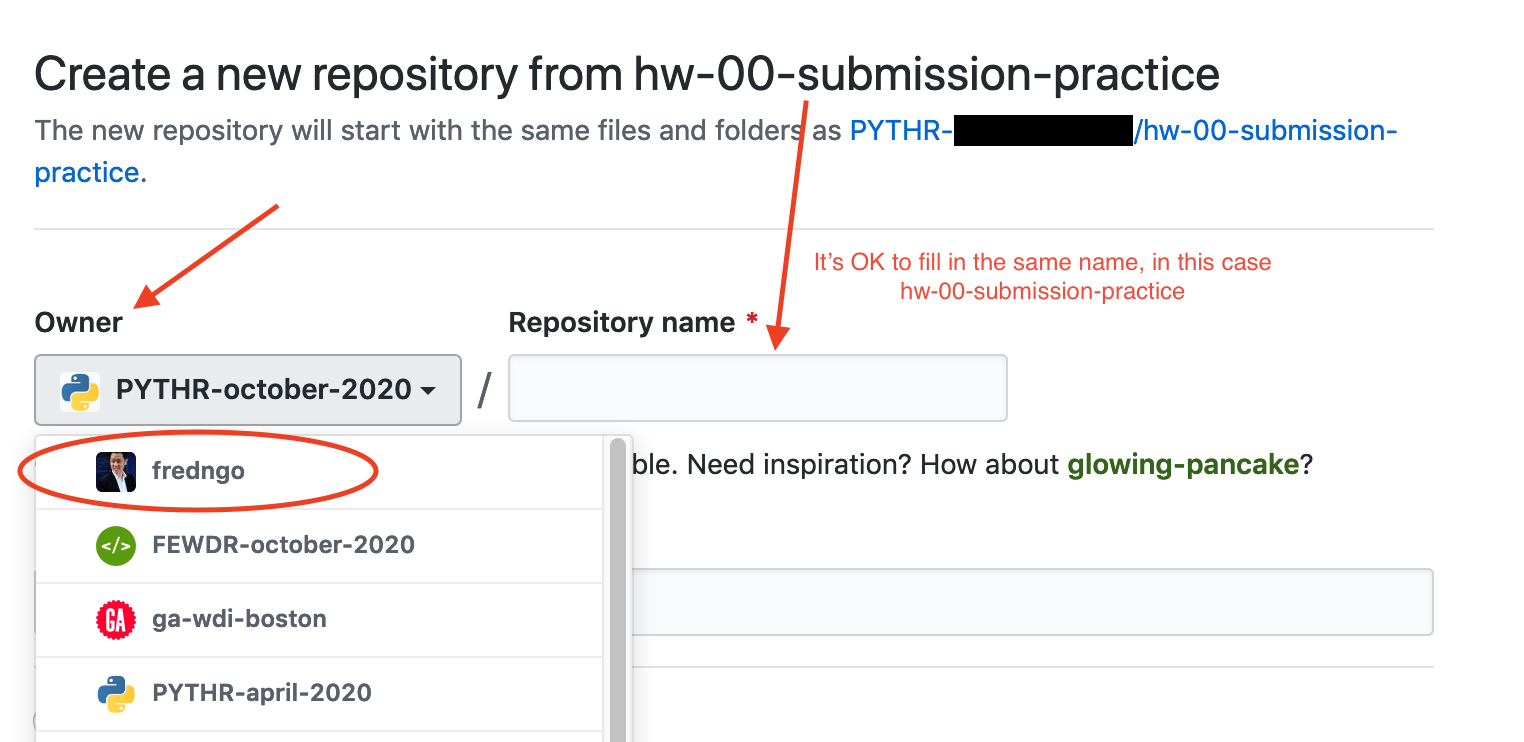 Create a new repository from hw-00-submission-practice
The new repository will start with the same files and folders as PYTHR-/hw-00-submission-
practice.
It's OK to fill in the same name, in this case
hw-00-submission-practice
Owner Repository name *
PYTHR-october-2020 /
fredngo
ble. Need inspiration? How about glowing-pancake?
</> FEWDR-october-2020
GA ga-wdi-boston
PYTHR-april-2020